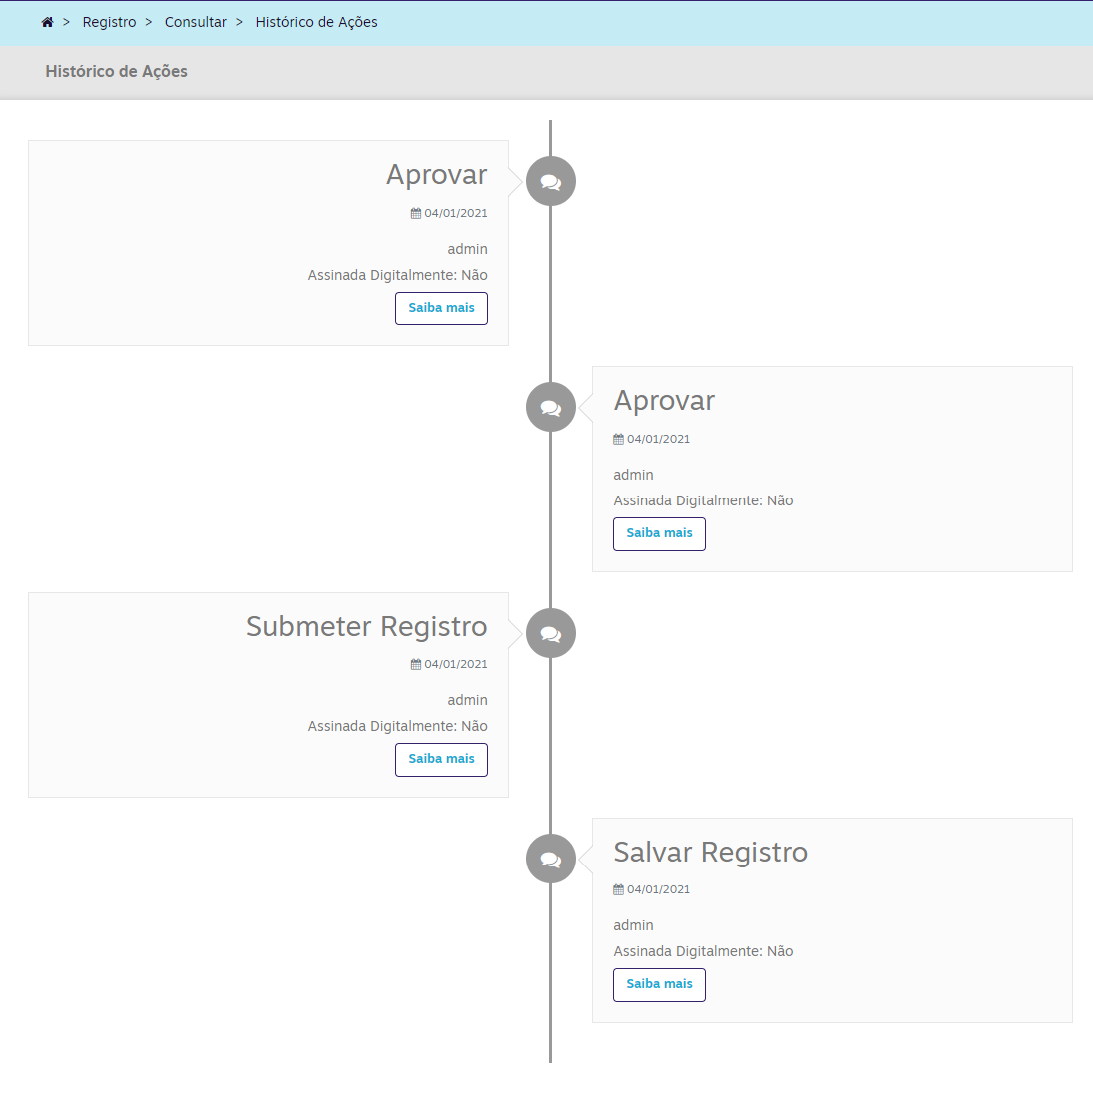 > Registro > Consultar > Histórico de Ações
Histórico de Ações
Aprovar
04/01/2021
admin
Assinada Digitalmente: Não
Saiba mais
Aprovar
04/01/2021
admin
Assinada Digitalmente: Não
Saiba mais
Submeter Registro
04/01/2021
admin
Assinada Digitalmente: Não
Saiba mais
Salvar Registro
04/01/2021
admin
Assinada Digitalmente: Não
Saiba mais